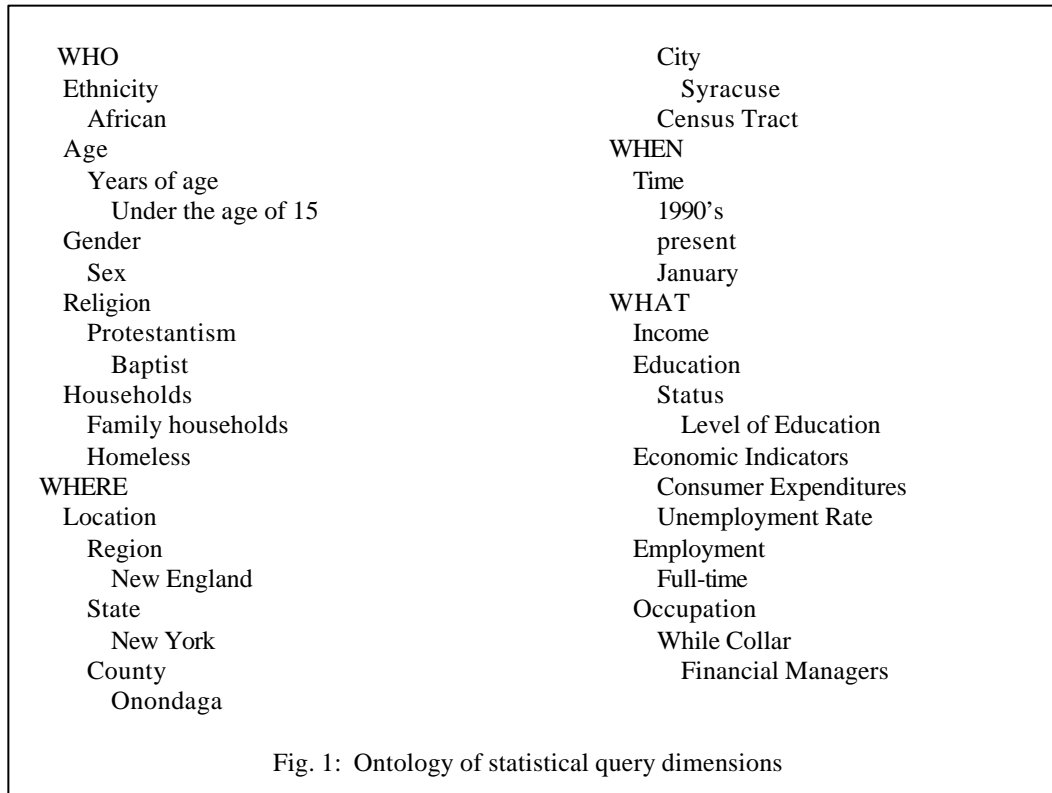 WHO
Ethnicity
African
Age
Years of age
Under the age of 15
Gender
Sex
Religion
Protestantism
Baptist
Households
Family households
Homeless
WHERE
Location
Region
New England
State
New York
County
Onondaga
City
Syracuse
Census Tract
WHEN
Time
1990’s
present
January
WHAT
Income
Education
Status
Level of Education
Economic Indicators
Consumer Expenditures
Unemployment Rate
Employment
Full-time
Occupation
While Collar
Financial Managers
Fig. 1: Ontology of statistical query dimensions